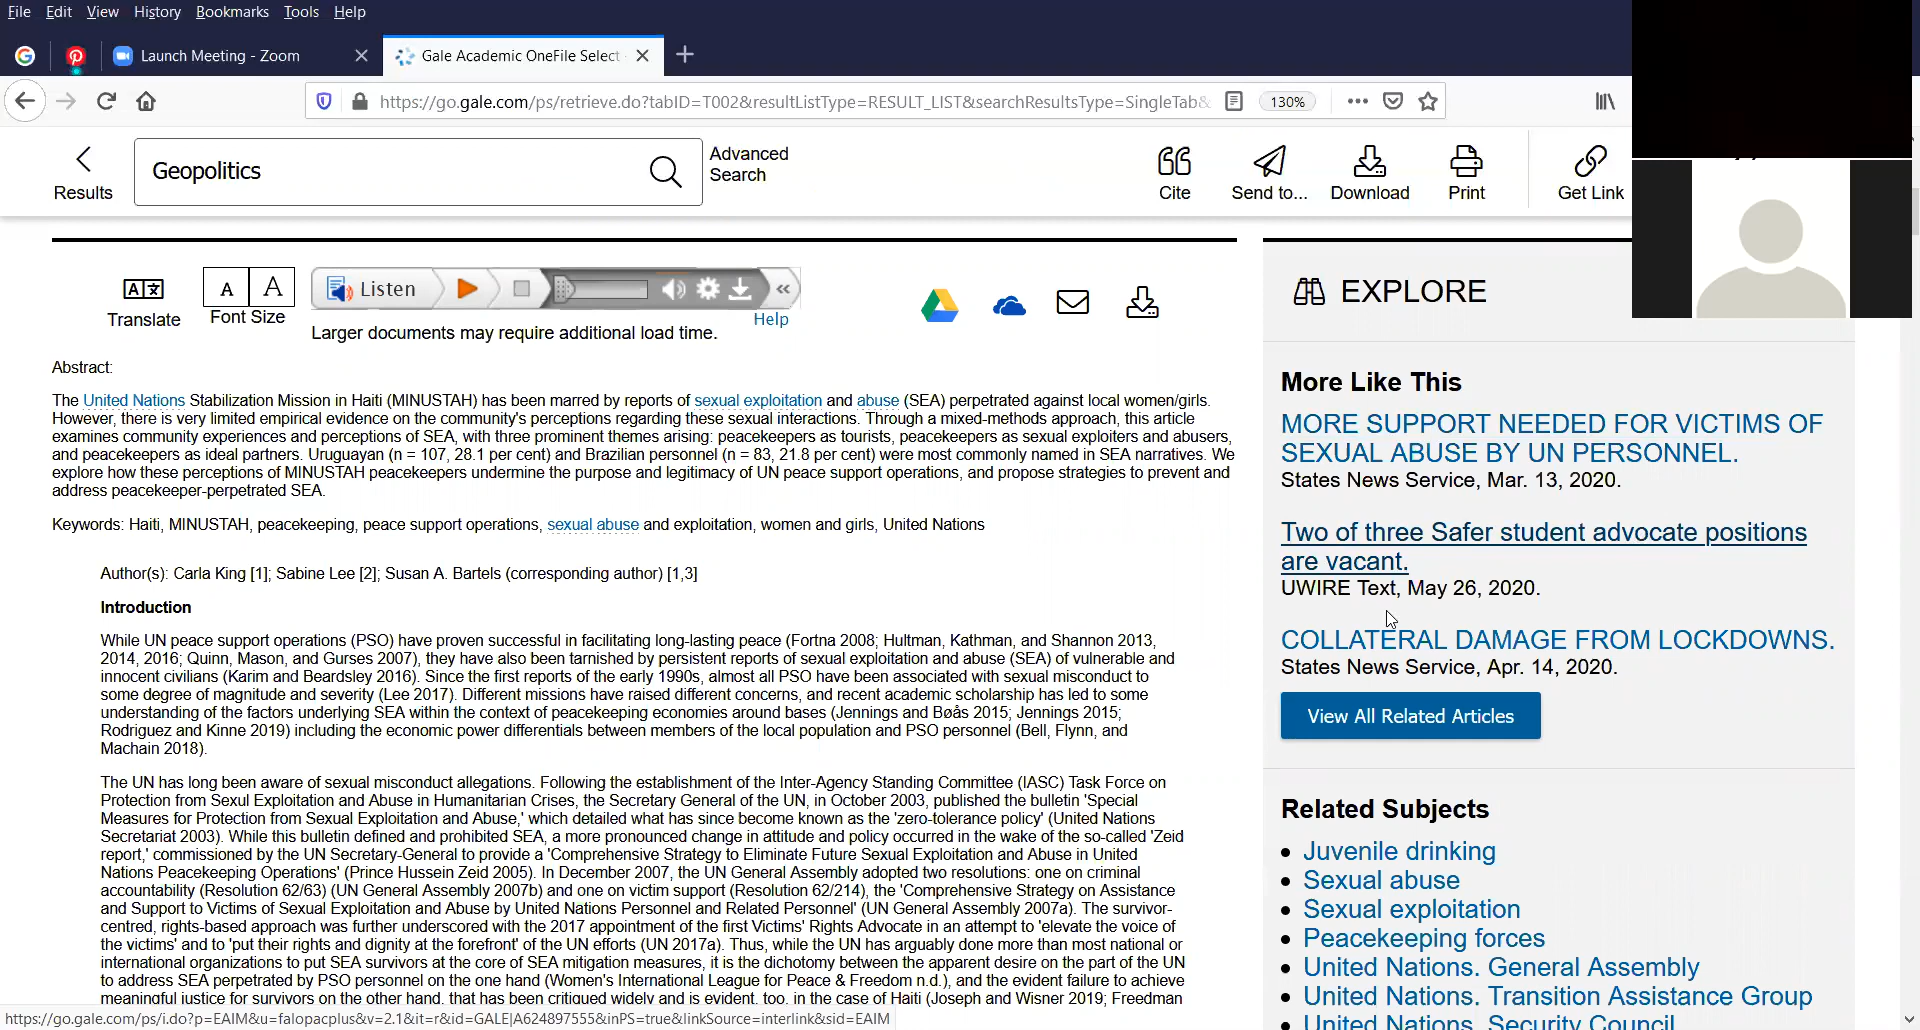 File Edit View History Bookmarks Tools Help
Launch Meeting - Zoom
Gale Academic OneFile Select
https://go.gale.com/ps/retrieve.do?tabID=T002&resultListType=RESULT_LIST&searchResultsType=SingleTab&
130%
Results
Geopolitics
Advanced
Search
Cite
Send to...
Download
Print
Get Link
Translate
A A
Font Size
Listen
Help
Larger documents may require additional load time.
Abstract:
The United Nations Stabilization Mission in Haiti (MINUSTAH) has been marred by reports of sexual exploitation and abuse (SEA) perpetrated against local women/girls.
However, there is very limited empirical evidence on the community's perceptions regarding these sexual interactions. Through a mixed-methods approach, this article
examines community experiences and perceptions of SEA, with three prominent themes arising: peacekeepers as tourists, peacekeepers as sexual exploiters and abusers,
and peacekeepers as ideal partners. Uruguayan (n = 107, 28.1 per cent) and Brazilian personnel (n = 83, 21.8 per cent) were most commonly named in SEA narratives. We
explore how these perceptions of MINUSTAH peacekeepers undermine the purpose and legitimacy of UN peace support operations, and propose strategies to prevent and
address peacekeeper-perpetrated SEA.
Keywords: Haiti, MINUSTAH, peacekeeping, peace support operations, sexual abuse and exploitation, women and girls, United Nations
Author(s): Carla King [1]; Sabine Lee [2]; Susan A. Bartels (corresponding author) [1,3]
Introduction
While UN peace support operations (PSO) have proven successful in facilitating long-lasting peace (Fortna 2008; Hultman, Kathman, and Shannon 2013,
2014, 2016; Quinn, Mason, and Gurses 2007), they have also been tarnished by persistent reports of sexual exploitation and abuse (SEA) of vulnerable and
innocent civilians (Karim and Beardsley 2016). Since the first reports of the early 1990s, almost all PSO have been associated with sexual misconduct to
some degree of magnitude and severity (Lee 2017). Different missions have raised different concerns, and recent academic scholarship has led to some
understanding of the factors underlying SEA within the context of peacekeeping economies around bases (Jennings and Bøås 2015; Jennings 2015;
Rodriguez and Kinne 2019) including the economic power differentials between members of the local population and PSO personnel (Bell, Flynn, and
Machain 2018).
The UN has long been aware of sexual misconduct allegations. Following the establishment of the Inter-Agency Standing Committee (IASC) Task Force on
Protection from Sexul Exploitation and Abuse in Humanitarian Crises, the Secretary General of the UN, in October 2003, published the bulletin 'Special
Measures for Protection from Sexual Exploitation and Abuse,' which detailed what has since become known as the 'zero-tolerance policy' (United Nations
Secretariat 2003). While this bulletin defined and prohibited SEA, a more pronounced change in attitude and policy occurred in the wake of the so-called 'Zeid
report,' commissioned by the UN Secretary-General to provide a 'Comprehensive Strategy to Eliminate Future Sexual Exploitation and Abuse in United
Nations Peacekeeping Operations' (Prince Hussein Zeid 2005). In December 2007, the UN General Assembly adopted two resolutions: one on criminal
accountability (Resolution 62/63) (UN General Assembly 2007b) and one on victim support (Resolution 62/214), the 'Comprehensive Strategy on Assistance
and Support to Victims of Sexual Exploitation and Abuse by United Nations Personnel and Related Personnel' (UN General Assembly 2007a). The survivor-
centred, rights-based approach was further underscored with the 2017 appointment of the first Victims' Rights Advocate in an attempt to 'elevate the voice of
the victims' and to 'put their rights and dignity at the forefront' of the UN efforts (UN 2017a). Thus, while the UN has arguably done more than most national or
international organizations to put SEA survivors at the core of SEA mitigation measures, it is the dichotomy between the apparent desire on the part of the UN
to address SEA perpetrated by PSO personnel on the one hand (Women's International League for Peace & Freedom n.d.), and the evident failure to achieve
meaningful justice for survivors on the other hand, that has been critiqued widely and is evident, too, in the case of Haiti (Joseph and Wisner 2019; Freedman
EXPLORE
More Like This
MORE SUPPORT NEEDED FOR VICTIMS OF
SEXUAL ABUSE BY UN PERSONNEL.
States News Service, Mar. 13, 2020.
Two of three Safer student advocate positions
are vacant.
UWIRE Text, May 26, 2020.
COLLATERAL DAMAGE FROM LOCKDOWNS.
States News Service, Apr. 14, 2020.
View All Related Articles
Related Subjects
Juvenile drinking
Sexual abuse
Sexual exploitation
Peacekeeping forces
United Nations. General Assembly
United Nations. Transition Assistance Group
United Nations. Security Council
https://go.gale.com/ps/i.do?p=EAIM&u=falopacplus&v=2.1&it=r&id=GALE|A624897555&inPS=true&linkSource=interlink&sid=EAIM